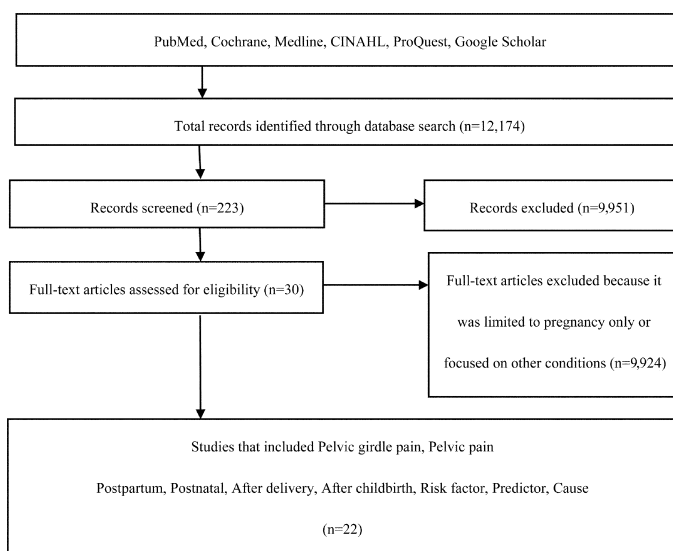 PubMed, Cochrane, Medline, CINAHL, ProQuest, Google Scholar
Total records identified through database search (n=12,174)
Records screened (n=223)
Records excluded (n=9,951)
Full-text articles assessed for eligibility (n=30)
Full-text articles excluded because it
was limited to pregnancy only or
focused on other conditions (n=9,924)
Studies that included Pelvic girdle pain, Pelvic pain
Postpartum, Postnatal, After delivery, After childbirth, Risk factor, Predictor, Cause
(n=22)